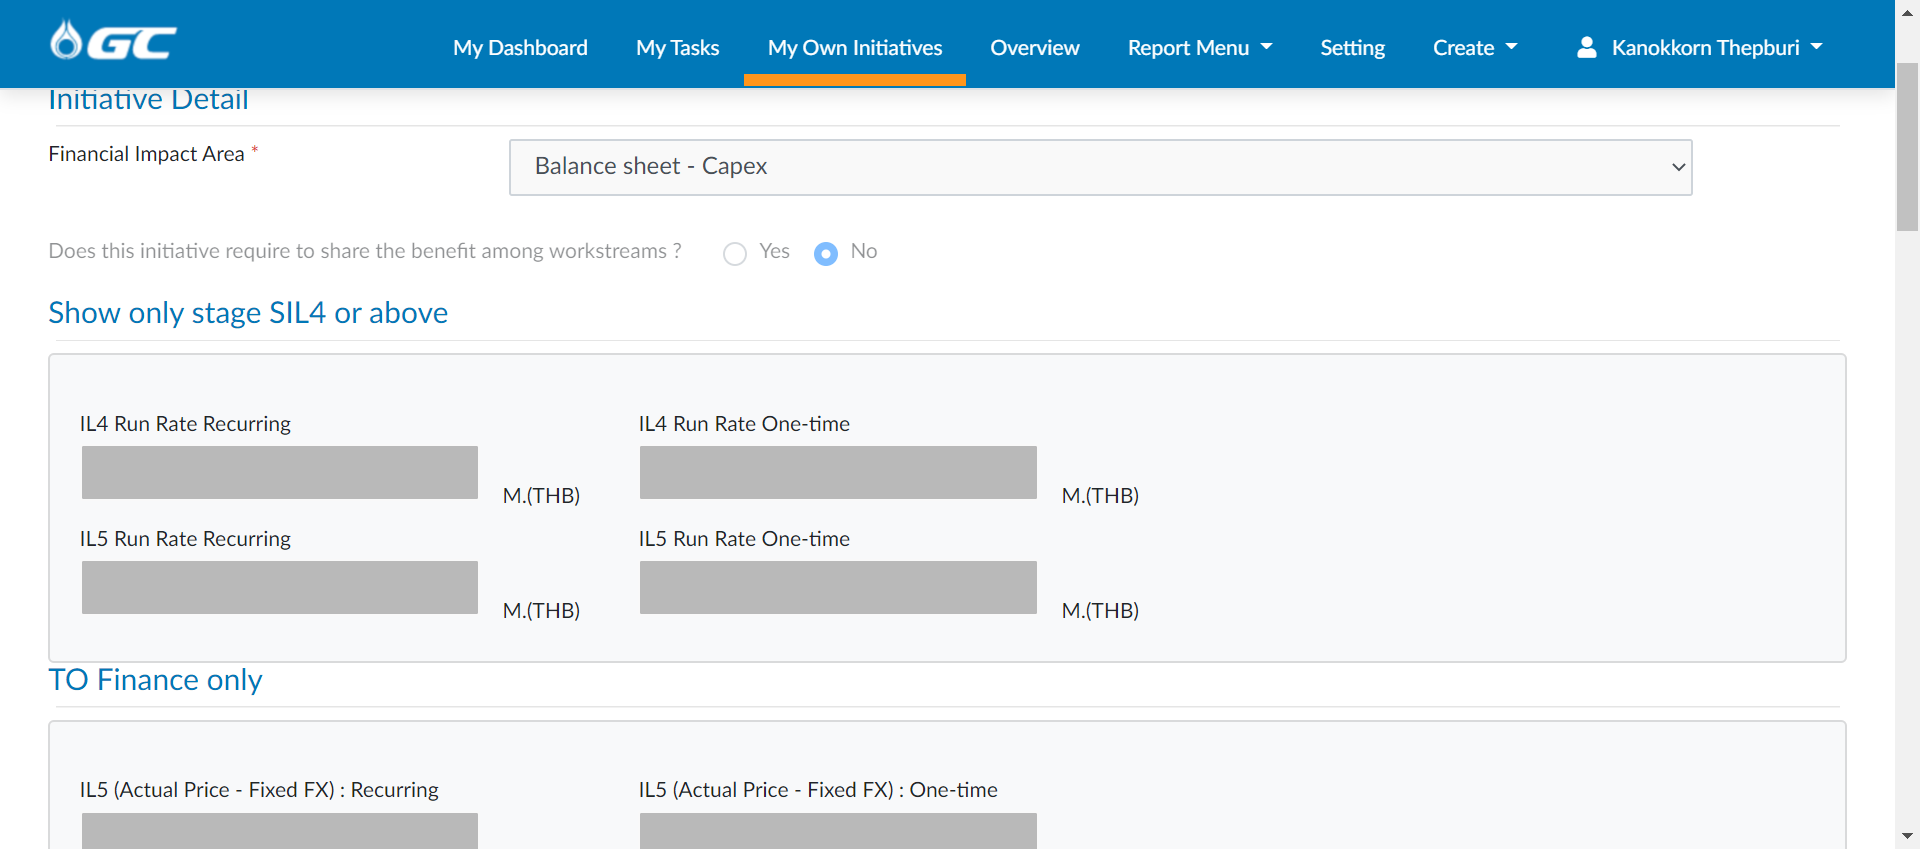 GC
My Dashboard My Tasks My Own Initiatives Overview Report Menu Setting Create Kanokkorn Thepburi
Initiative Detail
Financial Impact Area * Balance sheet - Capex
Does this initiative require to share the benefit among workstreams ? Yes No
Show only stage SIL4 or above
IL4 Run Rate Recurring IL4 Run Rate One-time
M.(THB) M.(THB)
IL5 Run Rate Recurring IL5 Run Rate One-time
M.(THB) M.(THB)
TO Finance only
IL5 (Actual Price - Fixed FX) : Recurring IL5 (Actual Price - Fixed FX) : One-time